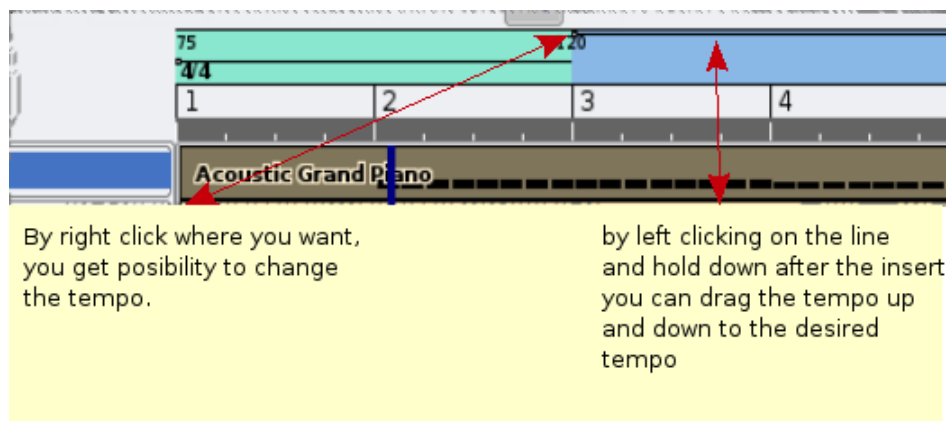 75 120
4/4
1 2 3 4
Acoustic Grand Piano
By right click where you want,
you get posibility to change
the tempo.
by left clicking on the line
and hold down after the insert
you can drag the tempo up
and down to the desired
tempo